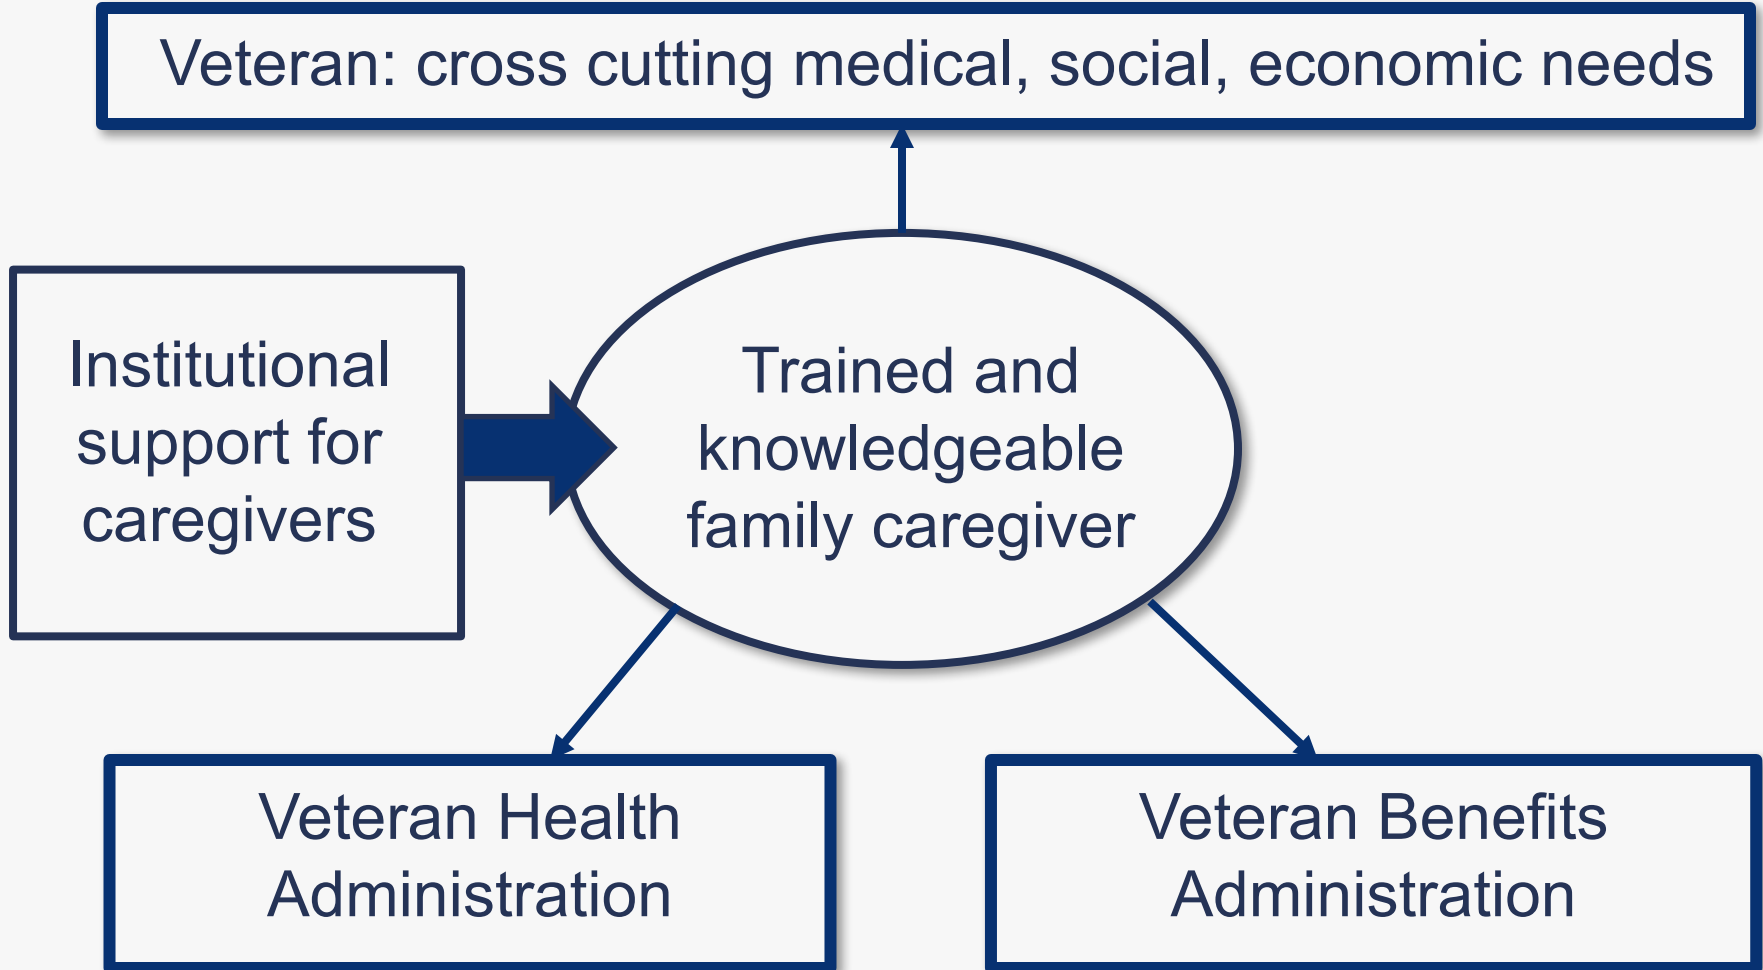 Veteran: cross cutting medical, social, economic needs
Institutional
support for
caregivers
Trained and
knowledgeable
family caregiver
Veteran Health
Administration
Veteran Benefits
Administration